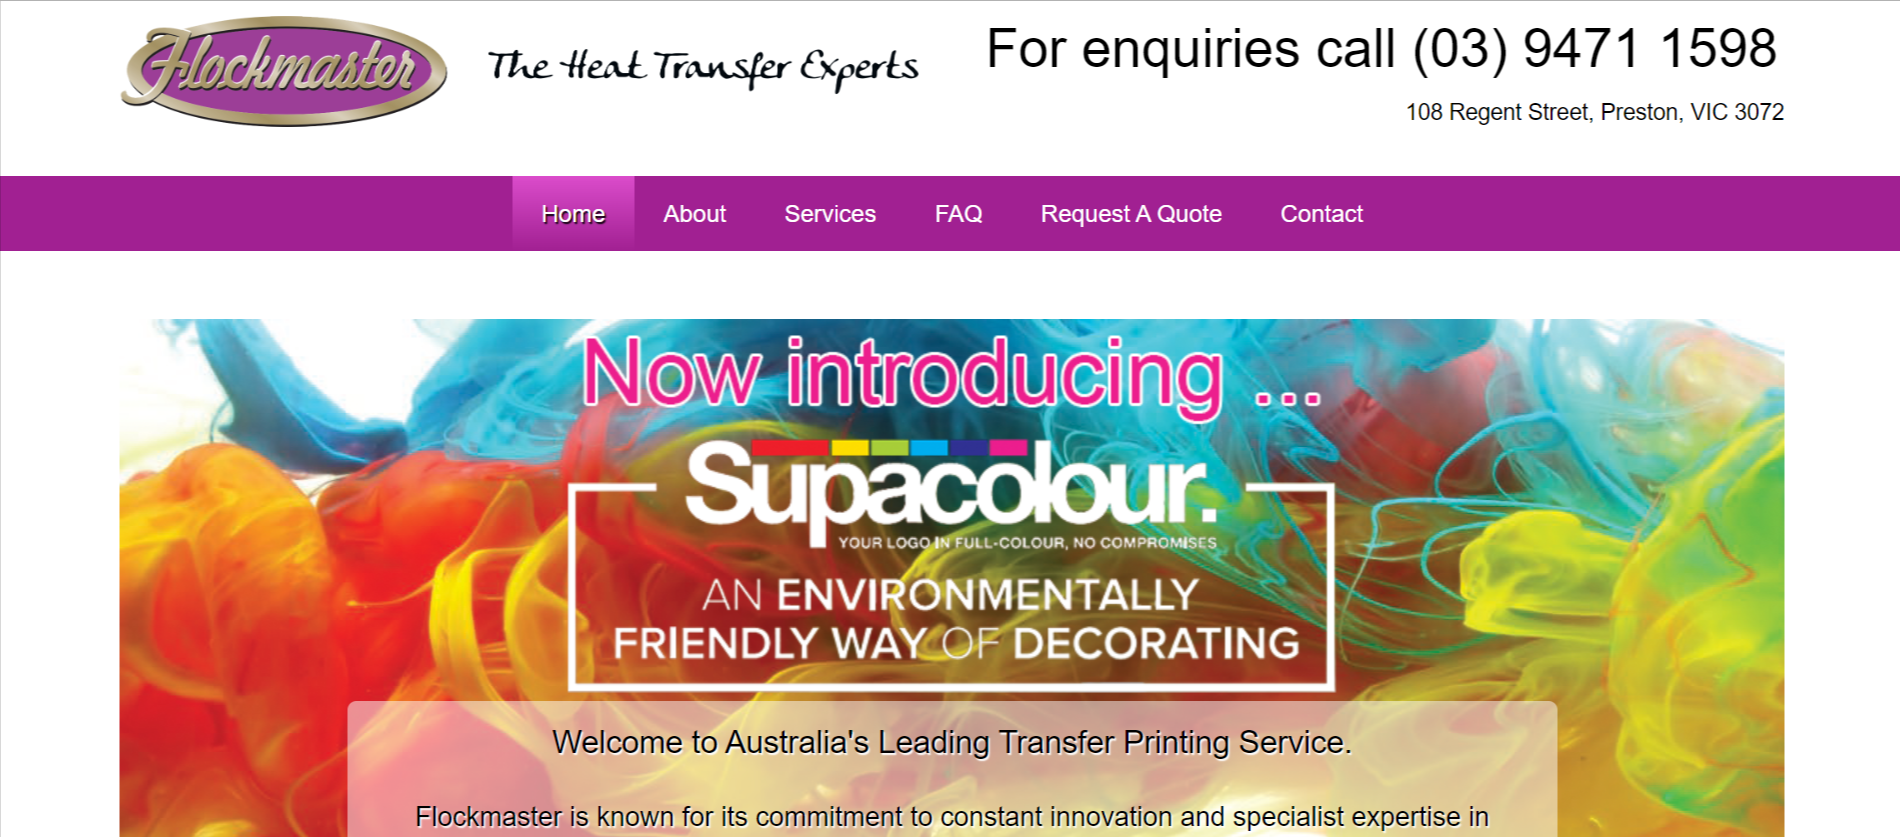 Flockmaster
The Heat Transfer Experts
For enquiries call (03) 9471 1598
108 Regent Street, Preston, VIC 3072
Home About Services FAQ Request A Quote Contact
Now introducing ...
Supacolour.
YOUR LOGO IN FULL-COLOUR, NO COMPROMISES
AN ENVIRONMENTALLY
FRIENDLY WAY OF DECORATING
Welcome to Australia's Leading Transfer Printing Service.
Flockmaster is known for its commitment to constant innovation and specialist expertise in